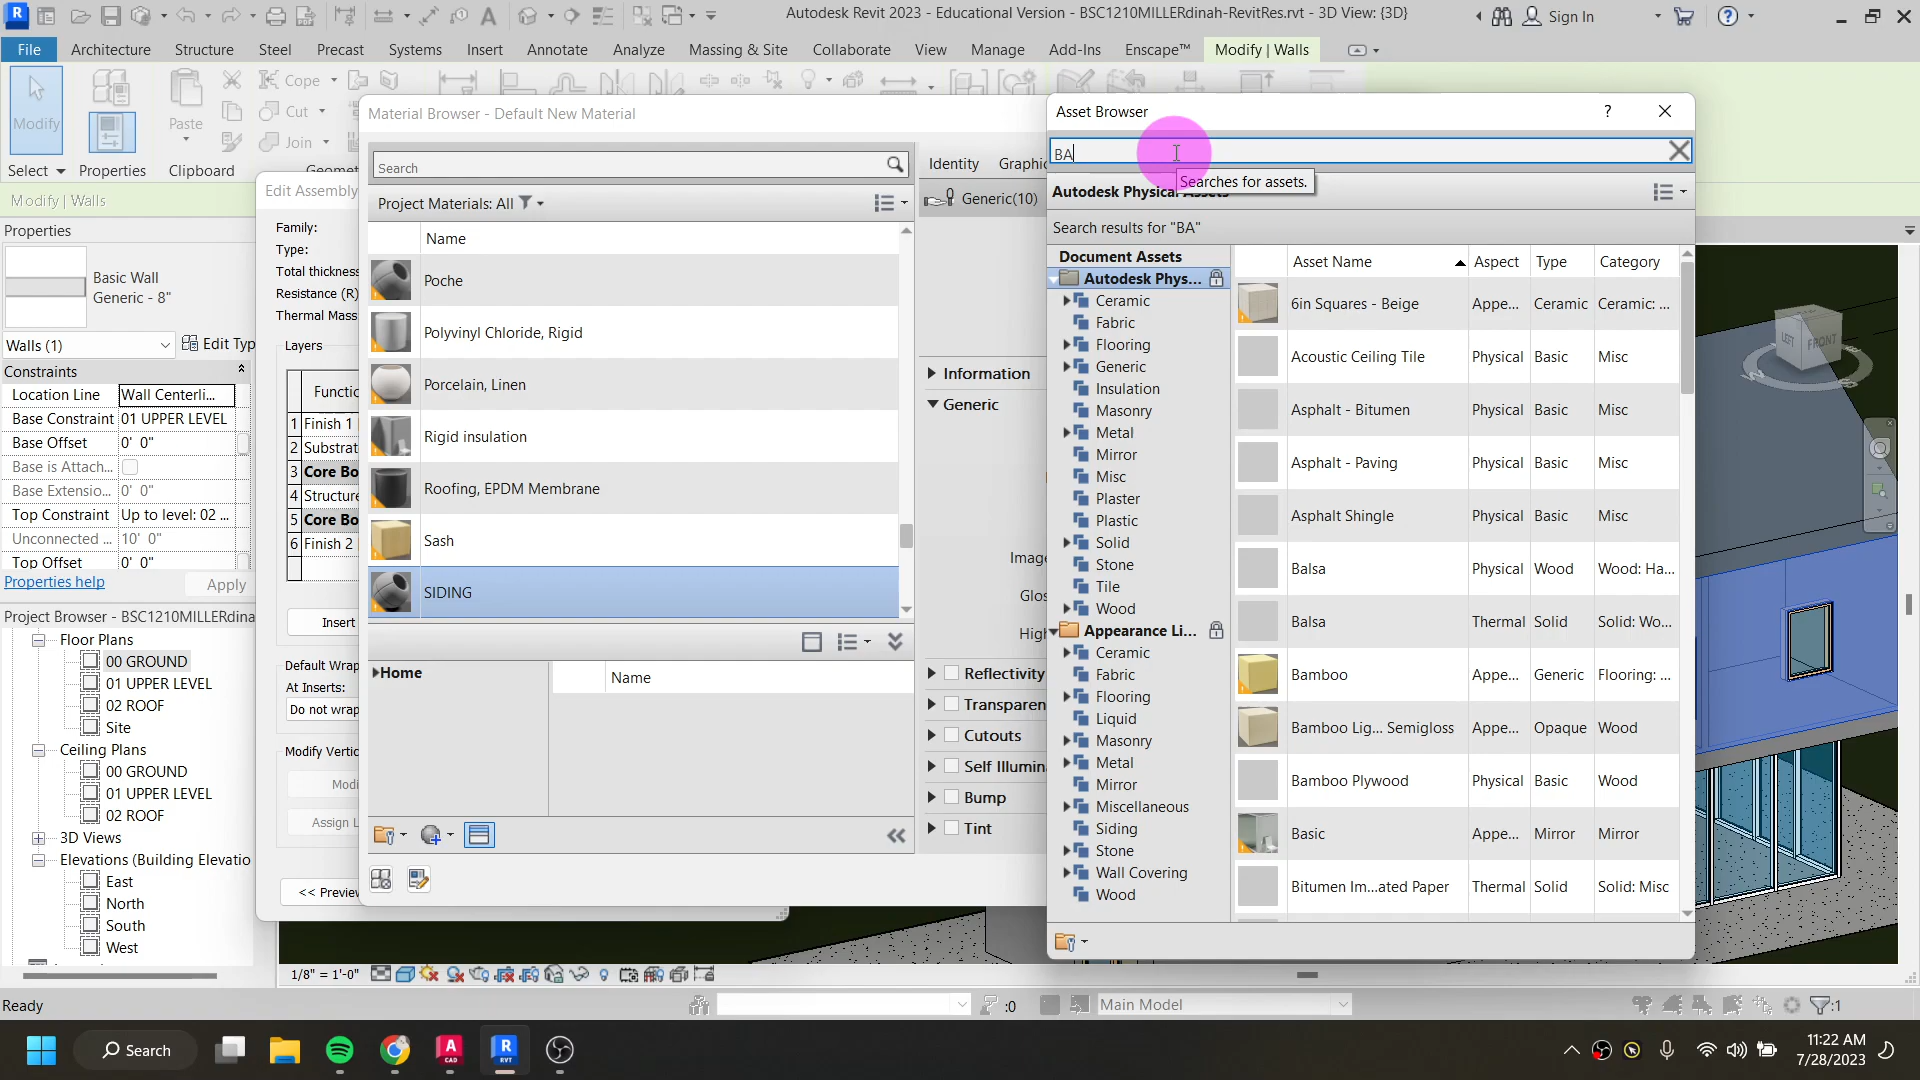 Autodesk Revit 2023 - Educational Version - BSC1210MILLERdinah-RevitRes.rvt - 3D View: {3D}
Sign In
File Architecture Structure Steel Precast Systems Insert Annotate Analyze Massing & Site Collaborate View Manage Add-Ins Enscape™ Modify | Walls
Modify
Paste
Cope
Cut
Join
Select Properties Clipboard
Modify | Walls
Properties
Basic Wall
Generic - 8"
Walls (1)
Edit Typ
Constraints
Location Line Wall Centerli...
Base Constraint 01 UPPER LEVEL
Base Offset 0' 0"
Base is Attach...
Base Extensio... 0' 0"
Top Constraint Up to level: 02 ...
Unconnected ... 10' 0"
Top Offset 0' 0"
Properties help
Apply
Project Browser - BSC1210MILLERdina
Floor Plans
00 GROUND
01 UPPER LEVEL
02 ROOF
Site
Ceiling Plans
00 GROUND
01 UPPER LEVEL
02 ROOF
3D Views
Elevations (Building Elevatio
East
North
South
West
Edit Assembly
Family:
Type:
Total thickness
Resistance (R)
Thermal Mass
Layers
Functio
1 Finish 1
2 Substrat
3 Core Bo
4 Structure
5 Core Bo
6 Finish 2
Insert
Default Wrap
At Inserts:
Do not wrap
Modify Vertic
Modi
Assign L
<< Previe
Material Browser - Default New Material
Search
Project Materials: All
Name
Poche
Polyvinyl Chloride, Rigid
Porcelain, Linen
Rigid insulation
Roofing, EPDM Membrane
Sash
SIDING
Home
Name
Identity Graphic
Generic(10)
Information
Generic
Image
Glos
High
Reflectivity
Transparen
Cutouts
Self Illumin
Bump
Tint
Asset Browser
BA
Searches for assets.
Autodesk Physical Assets
Search results for "BA"
Document Assets
Autodesk Phys...
Ceramic
Fabric
Flooring
Generic
Insulation
Masonry
Metal
Mirror
Misc
Plaster
Plastic
Solid
Stone
Tile
Wood
Appearance Li...
Ceramic
Fabric
Flooring
Liquid
Masonry
Metal
Mirror
Miscellaneous
Siding
Stone
Wall Covering
Wood
Asset Name Aspect Type Category
6in Squares - Beige Appe... Ceramic Ceramic: ...
Acoustic Ceiling Tile Physical Basic Misc
Asphalt - Bitumen Physical Basic Misc
Asphalt - Paving Physical Basic Misc
Asphalt Shingle Physical Basic Misc
Balsa Physical Wood Wood: Ha...
Balsa Thermal Solid Solid: Wo...
Bamboo Appe... Generic Flooring: ...
Bamboo Lig... Semigloss Appe... Opaque Wood
Bamboo Plywood Physical Basic Wood
Basic Appe... Mirror Mirror
Bitumen Im...ated Paper Thermal Solid Solid: Misc
LEFT FRONT
1/8" = 1'-0"
Ready
:0
Main Model
:1
Search
11:22 AM
7/28/2023